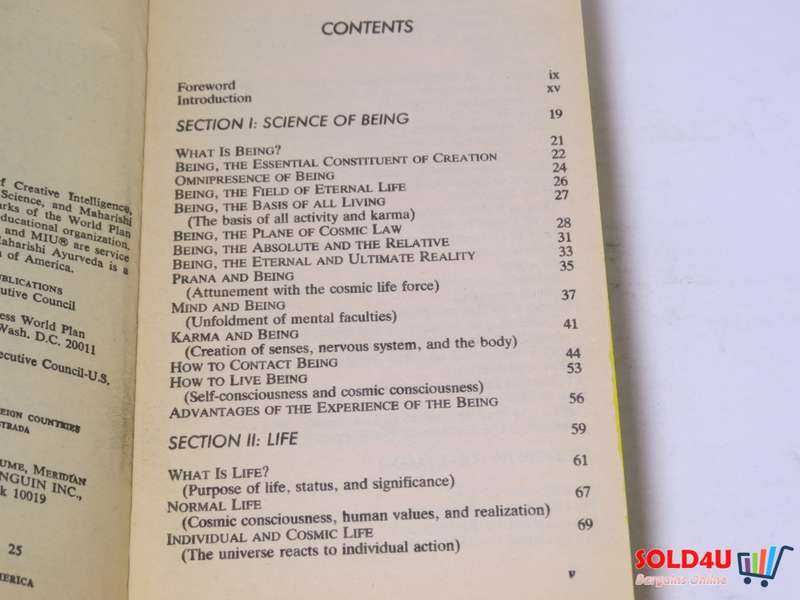 f Creative Intelligence,
Science, and Maharishi
rks of the World Plan
ducational organization.
and MIU® are service
aharishi Ayurveda is a
n of America.
UBLICATIONS
utive Council
ess World Plan
Wash. D.C. 20011
xecutive Council-U.S.
EIGN COUNTRIES
STRADA
UME, MERIDIAN
NGUIN INC.,
k 10019
25
ERICA
CONTENTS
Foreword ix
Introduction xv
SECTION I: SCIENCE OF BEING 19
WHAT IS BEING? 21
BEING, THE ESSENTIAL CONSTITUENT OF CREATION 22
OMNIPRESENCE OF BEING 24
BEING, THE FIELD OF ETERNAL LIFE 26
BEING, THE BASIS OF ALL LIVING 27
(The basis of all activity and karma)
BEING, THE PLANE OF COSMIC LAW 28
BEING, THE ABSOLUTE AND THE RELATIVE 31
BEING, THE ETERNAL AND ULTIMATE REALITY 33
PRANA AND BEING 35
(Attunement with the cosmic life force)
MIND AND BEING 37
(Unfoldment of mental faculties)
KARMA AND BEING 41
(Creation of senses, nervous system, and the body)
HOW TO CONTACT BEING 44
HOW TO LIVE BEING 53
(Self-consciousness and cosmic consciousness)
ADVANTAGES OF THE EXPERIENCE OF THE BEING 56
SECTION II: LIFE 59
WHAT IS LIFE? 61
(Purpose of life, status, and significance)
NORMAL LIFE 67
(Cosmic consciousness, human values, and realization)
INDIVIDUAL AND COSMIC LIFE 69
(The universe reacts to individual action)
v
SOLD4U
Bargains Online